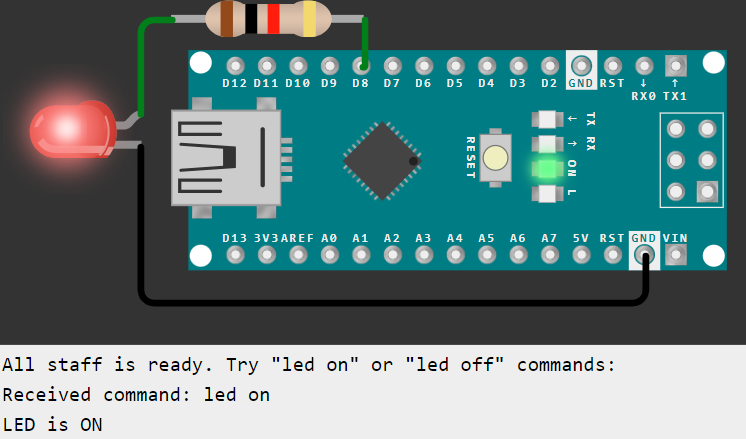 D12 D11 D10 D9 D8 D7 D6 D5 D4 D3 D2 GND RST ↓ ↑
RX0 TX1
RESET
← TX
→ RX
ON
L
D13 3V3 AREF A0 A1 A2 A3 A4 A5 A6 A7 5V RST GND VIN
All staff is ready. Try "led on" or "led off" commands:
Received command: led on
LED is ON